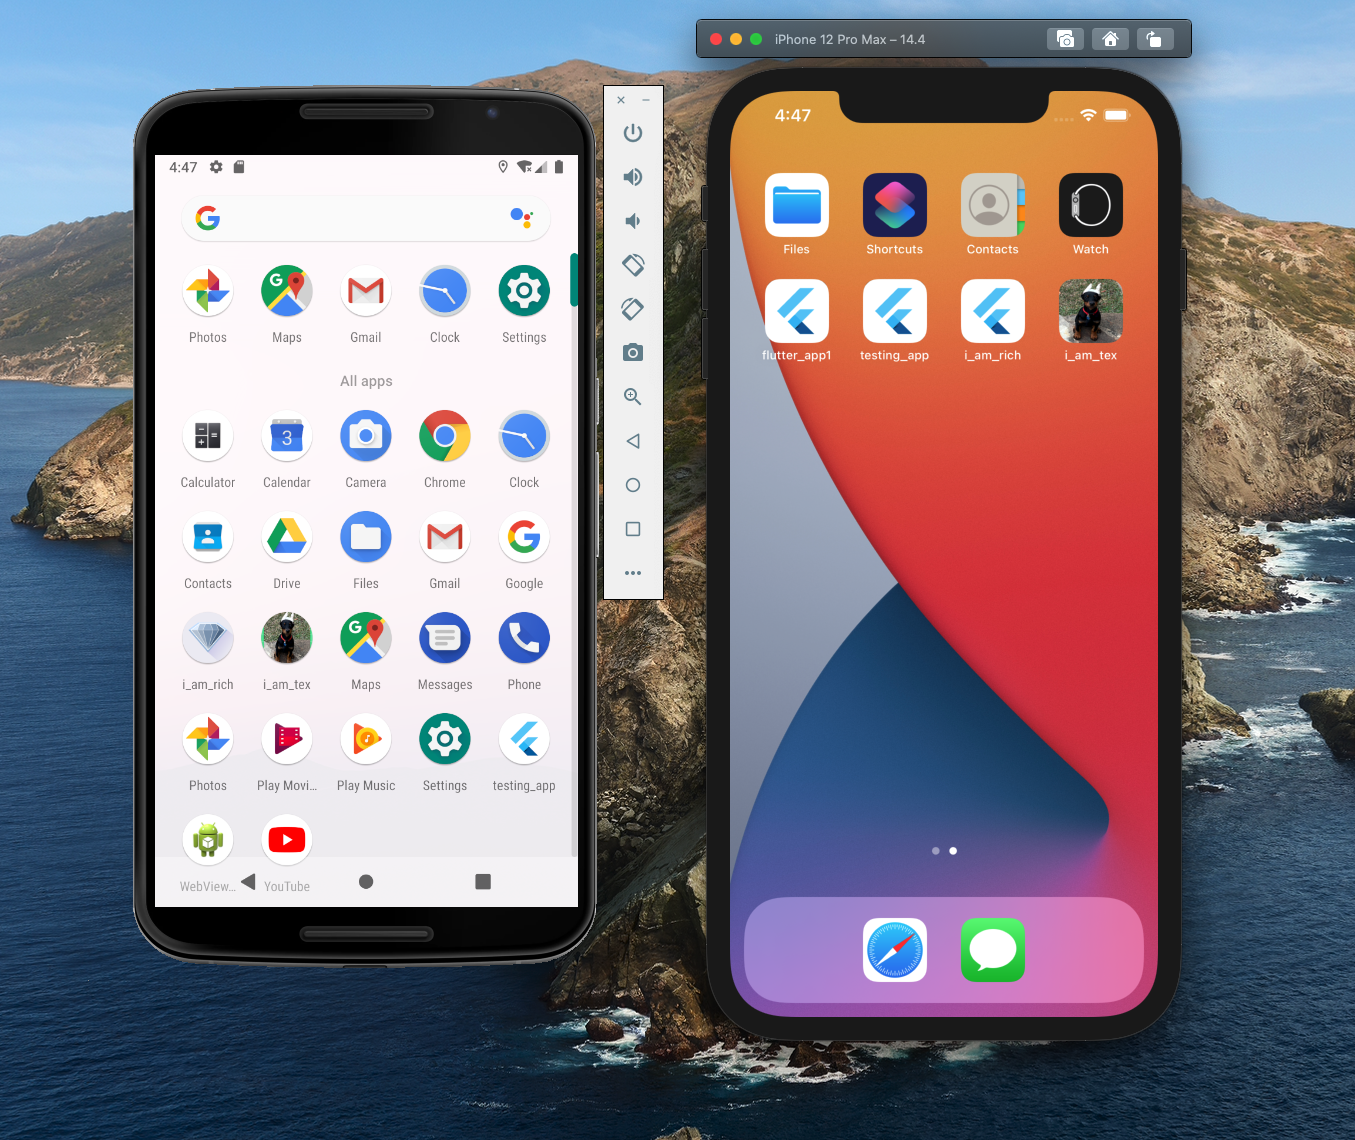 iPhone 12 Pro Max – 14.4
4:47
G
Photos
Maps
Gmail
Clock
Settings
All apps
Calculator
Calendar
Camera
Chrome
Clock
3
Contacts
Drive
Files
Gmail
Google
i_am_rich
i_am_tex
Maps
Messages
Phone
Photos
Play Movi...
Play Music
Settings
testing_app
WebView...
YouTube
4:47
Files
Shortcuts
Contacts
Watch
flutter_app1
testing_app
i_am_rich
i_am_tex